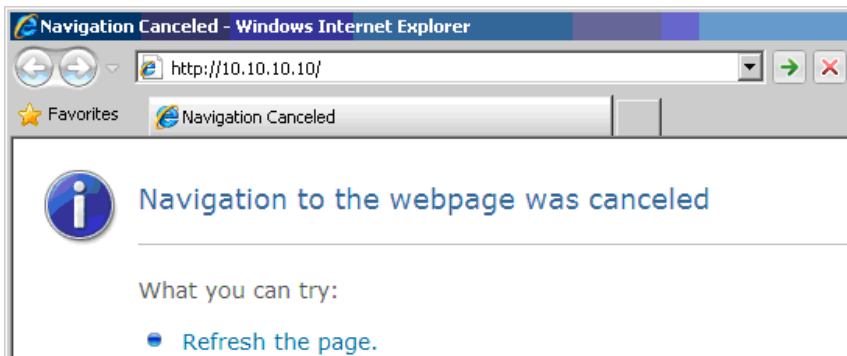 Navigation Canceled - Windows Internet Explorer
http://10.10.10.10/
Favorites
Navigation Canceled
Navigation to the webpage was canceled
What you can try:
Refresh the page.